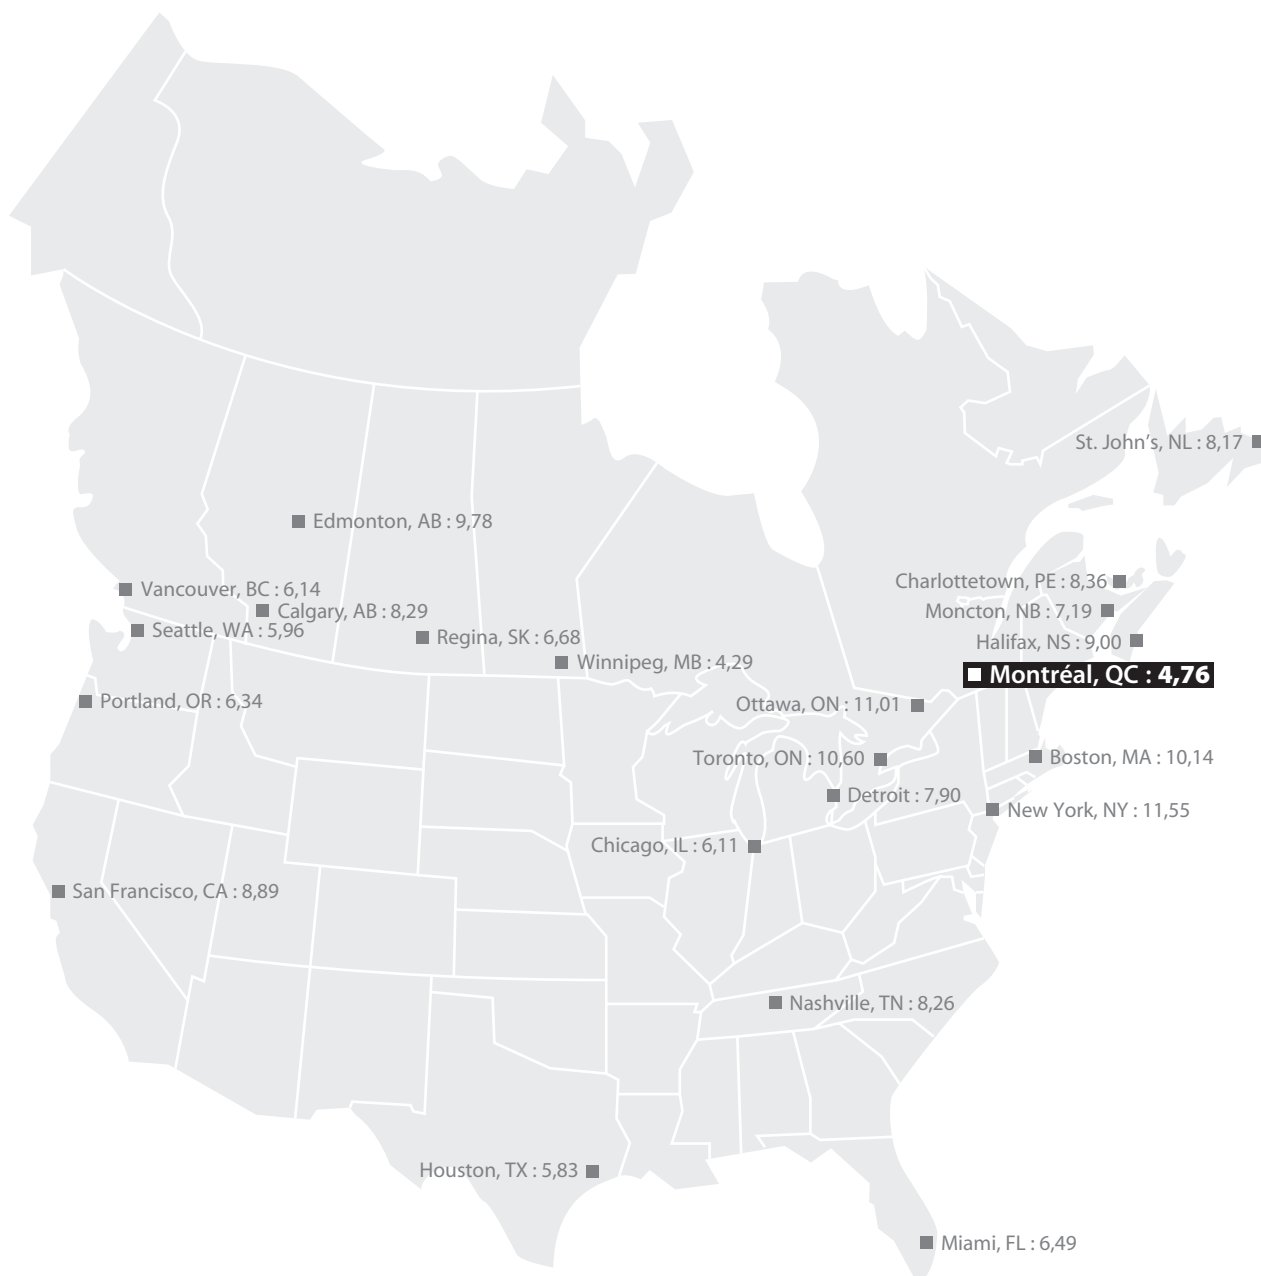 St. John’s, NL : 8,17
Edmonton, AB : 9,78
Charlottetown, PE : 8,36
Vancouver, BC : 6,14
Calgary, AB : 8,29
Moncton, NB : 7,19
Seattle, WA : 5,96
Regina, SK : 6,68
Halifax, NS : 9,00
Winnipeg, MB : 4,29
Montréal, QC : 4,76
Portland, OR : 6,34
Ottawa, ON : 11,01
Toronto, ON : 10,60
Boston, MA : 10,14
Detroit : 7,90
New York, NY : 11,55
Chicago, IL : 6,11
San Francisco, CA : 8,89
Nashville, TN : 8,26
Houston, TX : 5,83
Miami, FL : 6,49